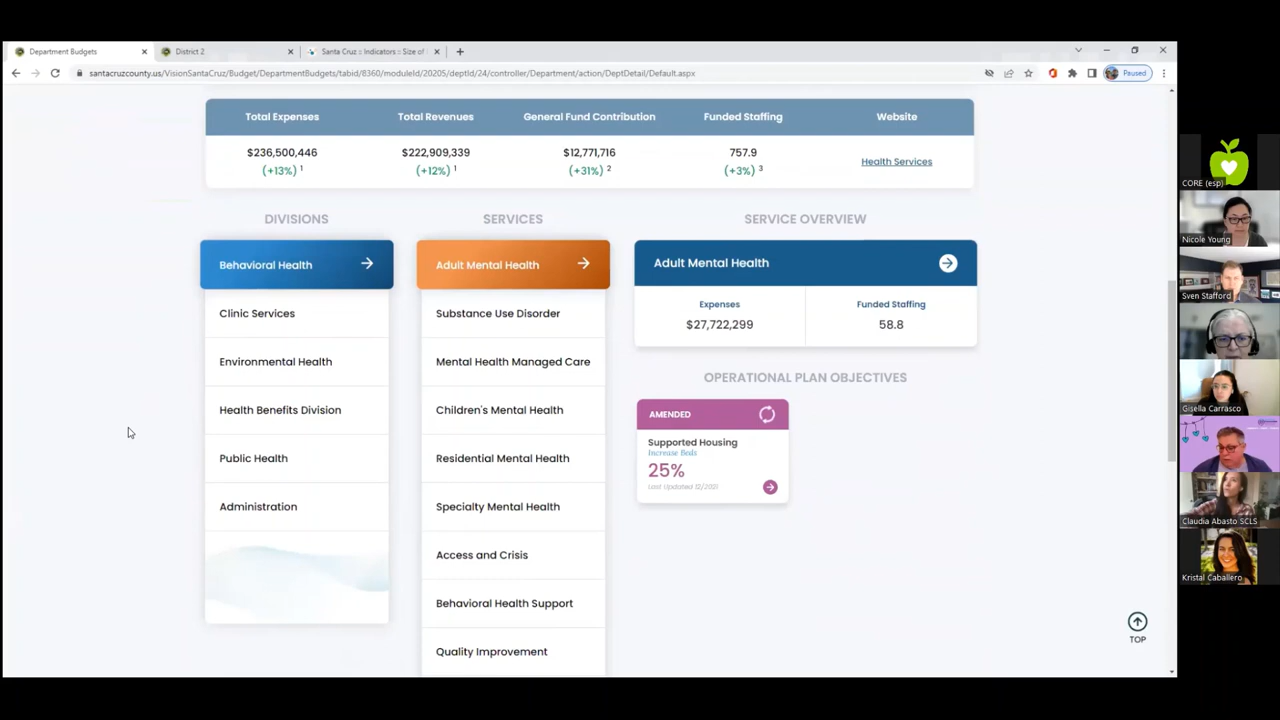 Department Budgets
District 2
Santa Cruz :: Indicators :: Size of
santacruzcounty.us/VisionSantaCruz/Budget/DepartmentBudgets/tabid/8360/moduleId/20205/deptId/24/controller/Department/action/DeptDetail/Default.aspx
Paused
Total Expenses
Total Revenues
General Fund Contribution
Funded Staffing
Website
$236,500,446
$222,909,339
$12,771,716
757.9
Health Services
(+13%) 1
(+12%) 1
(+31%) 2
(+3%) 3
DIVISIONS
SERVICES
SERVICE OVERVIEW
Behavioral Health
Clinic Services
Environmental Health
Health Benefits Division
Public Health
Administration
Adult Mental Health
Substance Use Disorder
Mental Health Managed Care
Children's Mental Health
Residential Mental Health
Specialty Mental Health
Access and Crisis
Behavioral Health Support
Quality Improvement
Adult Mental Health
Expenses
Funded Staffing
$27,722,299
58.8
OPERATIONAL PLAN OBJECTIVES
AMENDED
Supported Housing
Increase Beds
25%
Last Updated 12/2021
TOP
CORE (esp)
Nicole Young
Sven Stafford
Gisella Carrasco
Claudia Abasto SCLS
Kristal Caballero